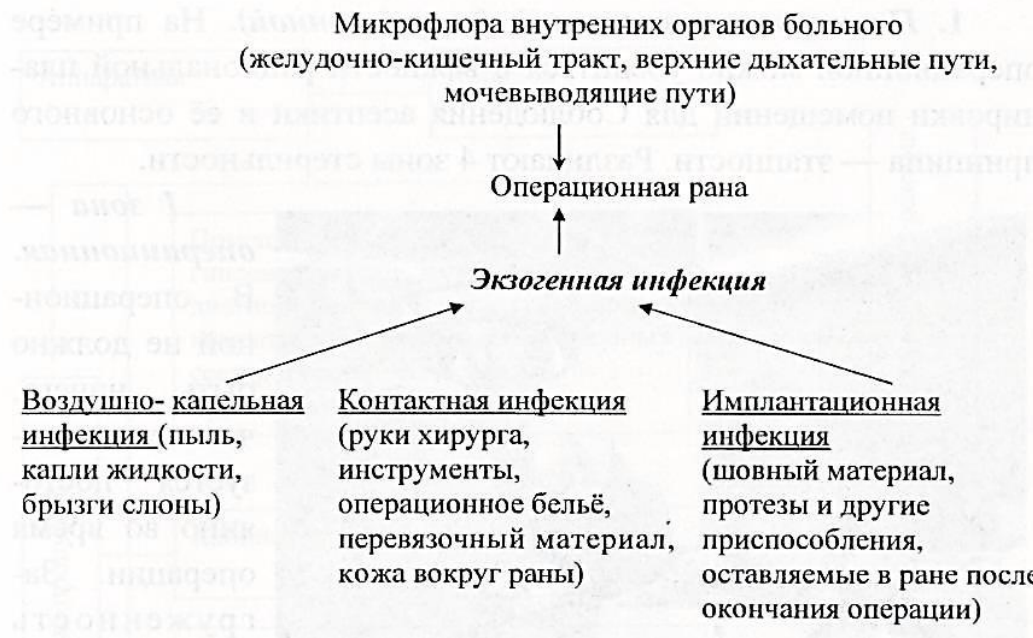 Микрофлора внутренних органов больного
(желудочно-кишечный тракт, верхние дыхательные пути,
мочевыводящие пути)
Операционная рана
Экзогенная инфекция
Воздушно- капельная
инфекция (пыль,
капли жидкости,
брызги слюны)
Контактная инфекция
(руки хирурга,
инструменты,
операционное бельё,
перевязочный материал,
кожа вокруг раны)
Имплантационная
инфекция
(шовный материал,
протезы и другие
приспособления,
оставляемые в ране после
окончания операции)